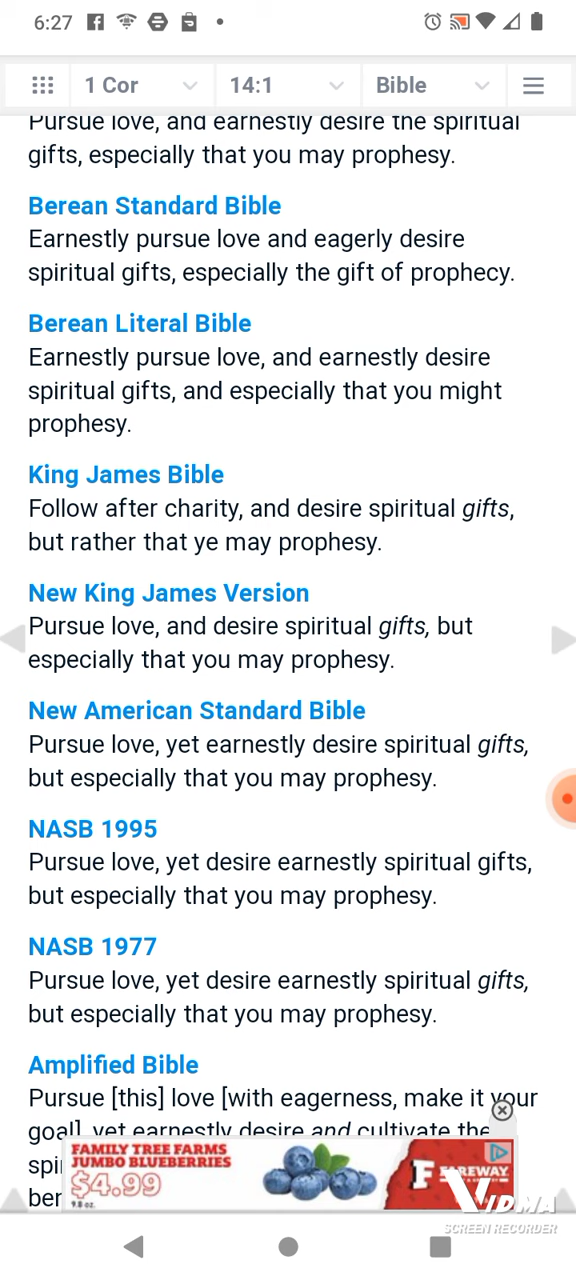 6:27
1 Cor 14:1 Bible
Pursue love, and earnestly desire the spiritual
gifts, especially that you may prophesy.
Berean Standard Bible
Earnestly pursue love and eagerly desire
spiritual gifts, especially the gift of prophecy.
Berean Literal Bible
Earnestly pursue love, and earnestly desire
spiritual gifts, and especially that you might
prophesy.
King James Bible
Follow after charity, and desire spiritual gifts,
but rather that ye may prophesy.
New King James Version
Pursue love, and desire spiritual gifts, but
especially that you may prophesy.
New American Standard Bible
Pursue love, yet earnestly desire spiritual gifts,
but especially that you may prophesy.
NASB 1995
Pursue love, yet desire earnestly spiritual gifts,
but especially that you may prophesy.
NASB 1977
Pursue love, yet desire earnestly spiritual gifts,
but especially that you may prophesy.
Amplified Bible
Pursue [this] love [with eagerness, make it your
goal], yet earnestly desire and cultivate the
FAMILY TREE FARMS
JUMBO BLUEBERRIES
$4.99
9.8 oz.
FAREWAY
VIDMA
SCREEN RECORDER